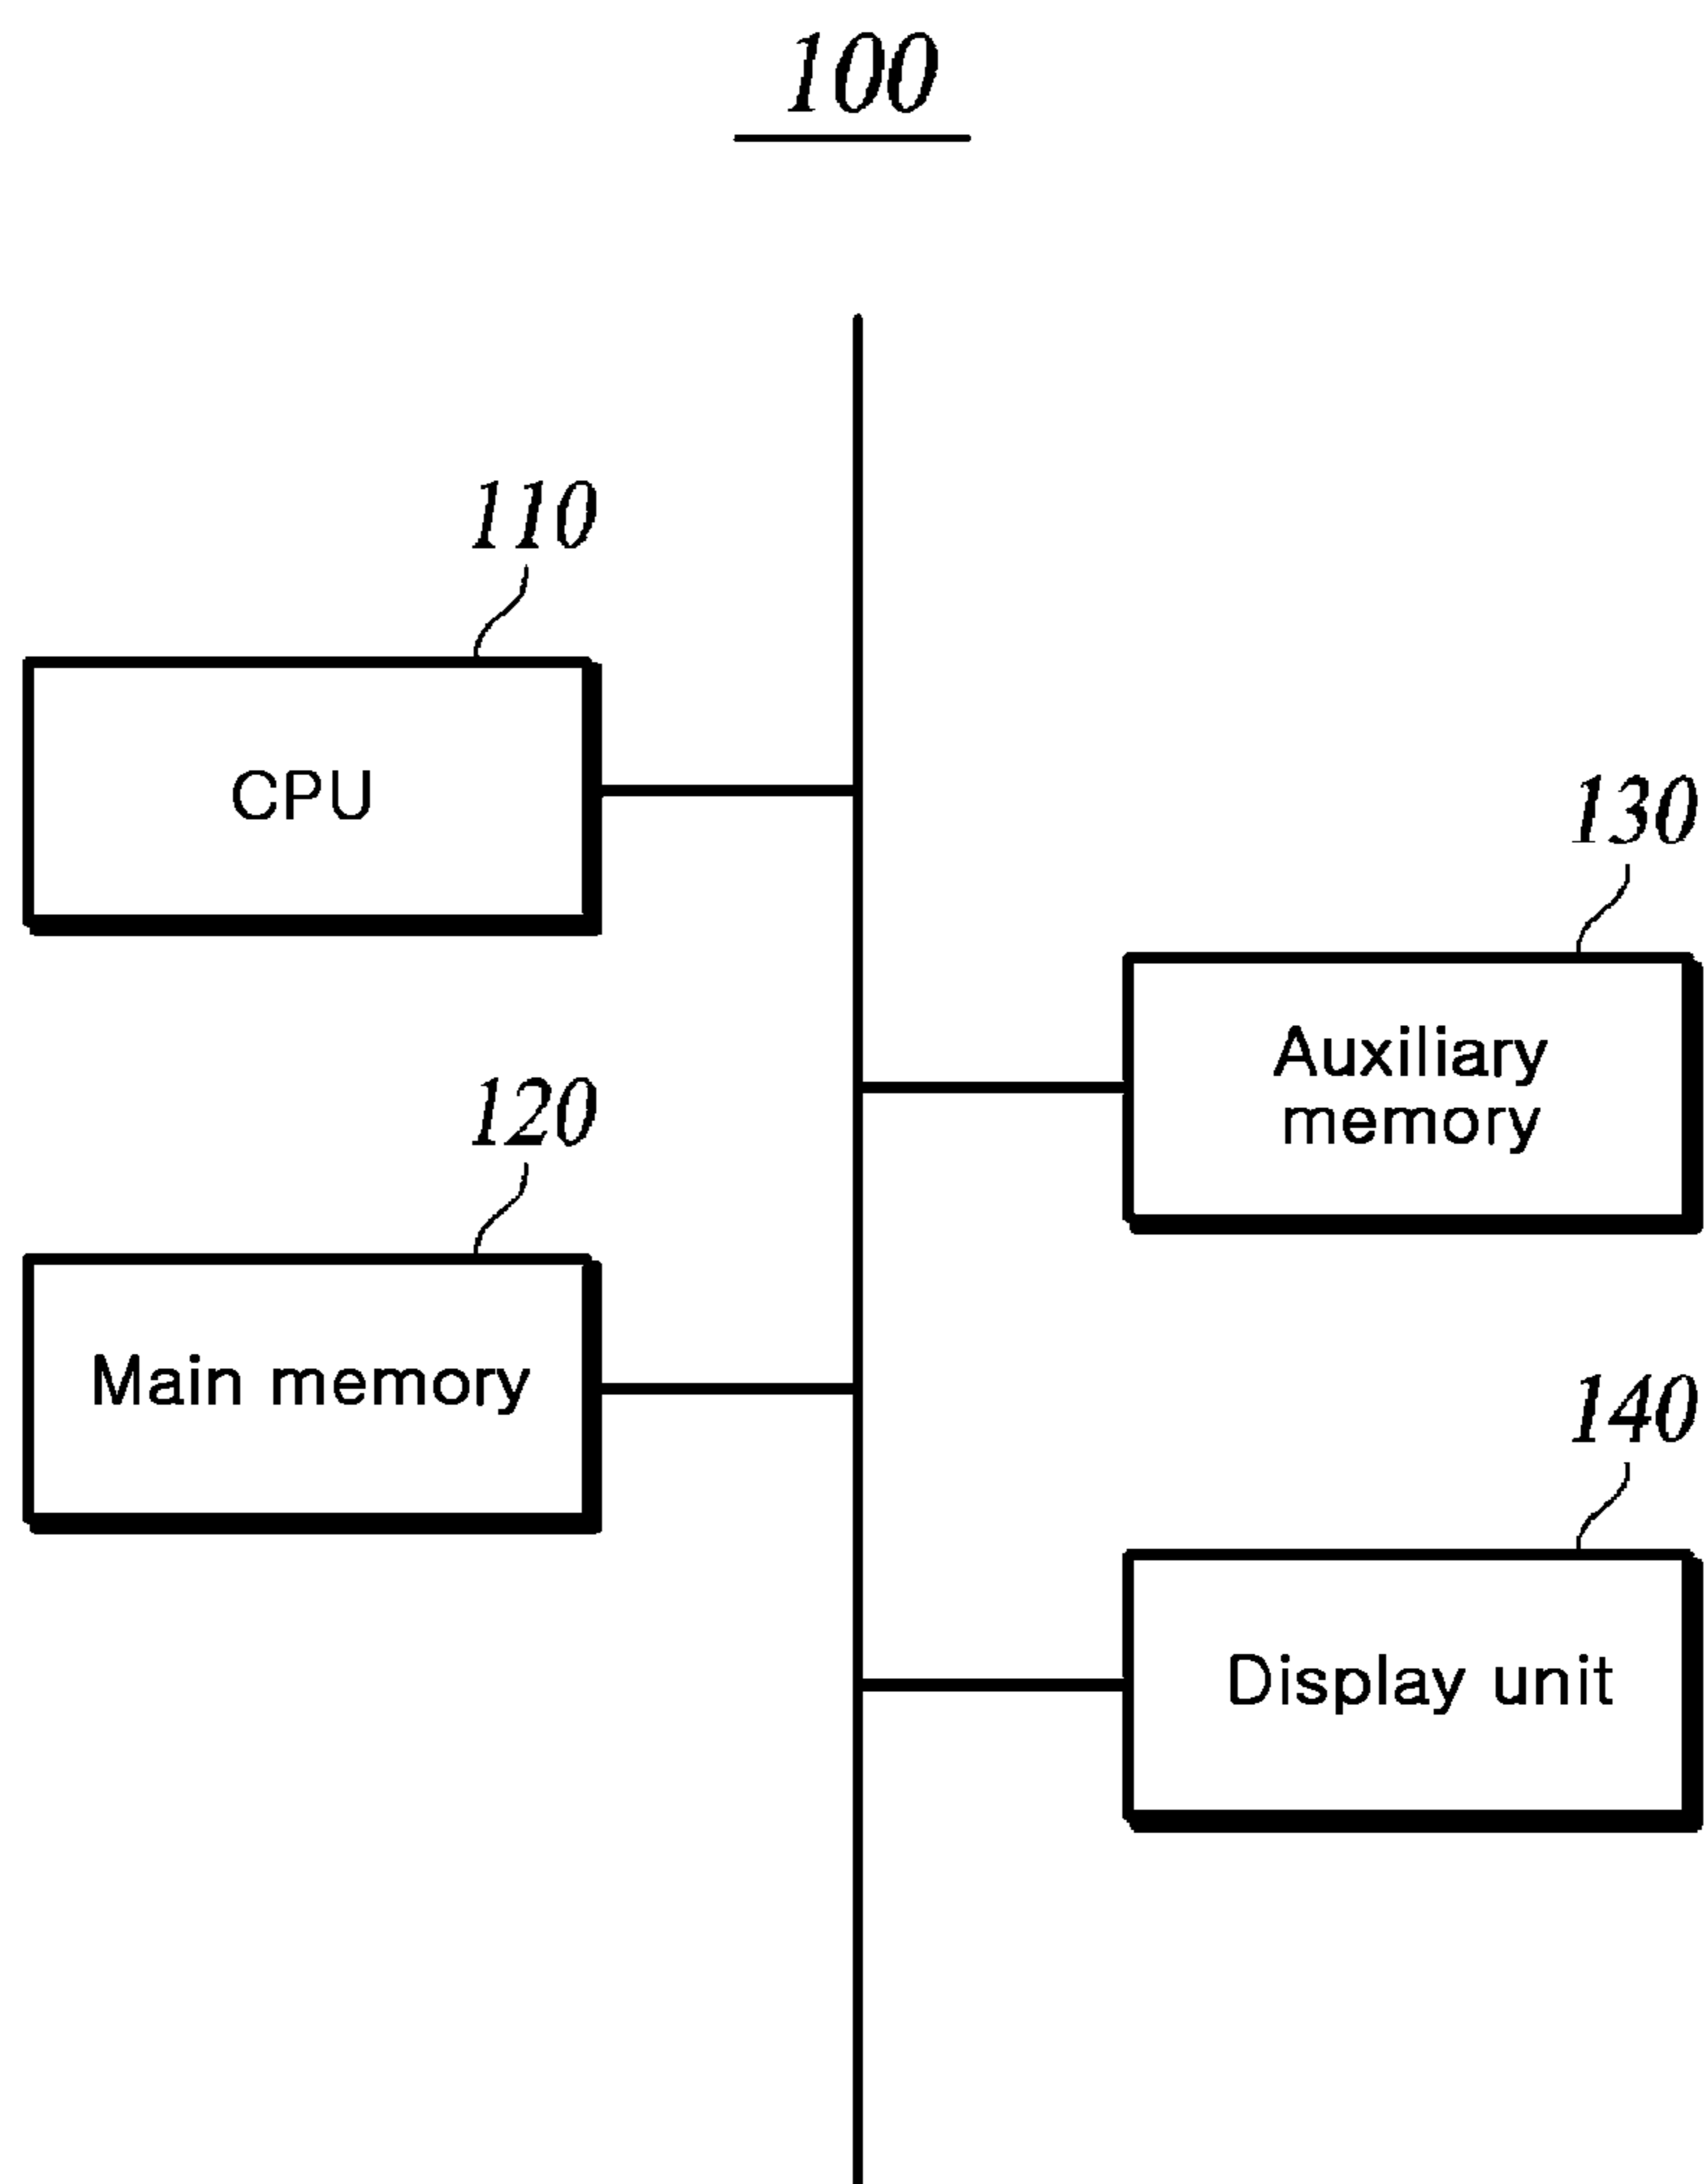 100
110
CPU
130
Auxiliary
memory
120
Main memory
140
Display unit